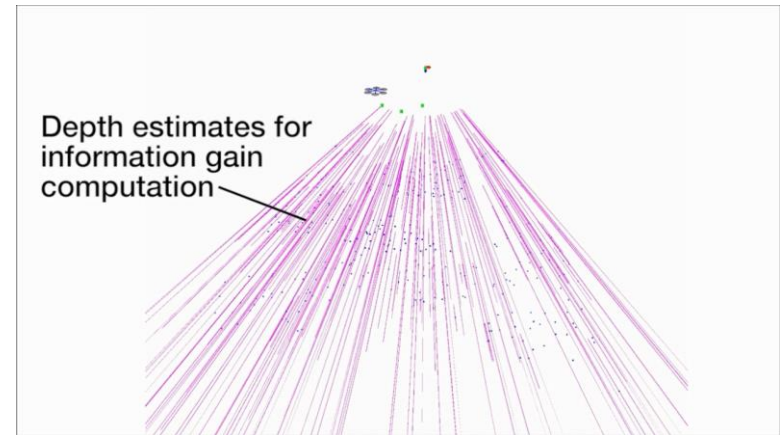 Depth estimates for
information gain
computation